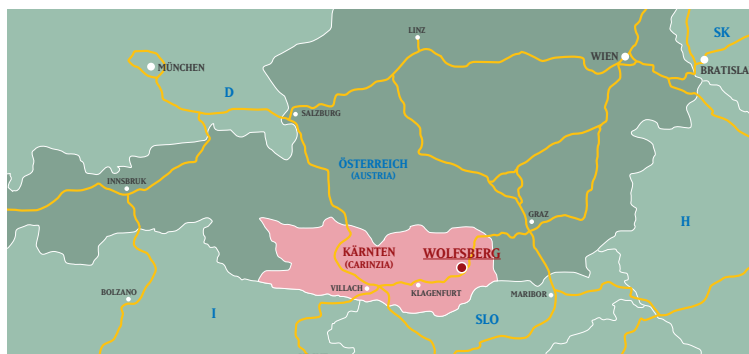 LINZ
SK
WIEN
MÜNCHEN
BRATISLA
D
SALZBURG
ÖSTERREICH
(AUSTRIA)
INNSBRUK
GRAZ
H
KÄRNTEN
(CARINZIA)
WOLFSBERG
VILLACH
KLAGENFURT
BOLZANO
MARIBOR
I
SLO